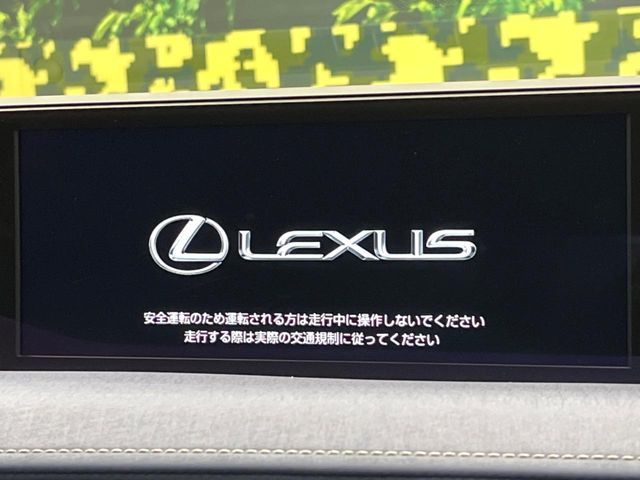 LEXUS
安全運転のため運転される方は走行中に操作しないでください
走行する際は実際の交通規制に従ってください